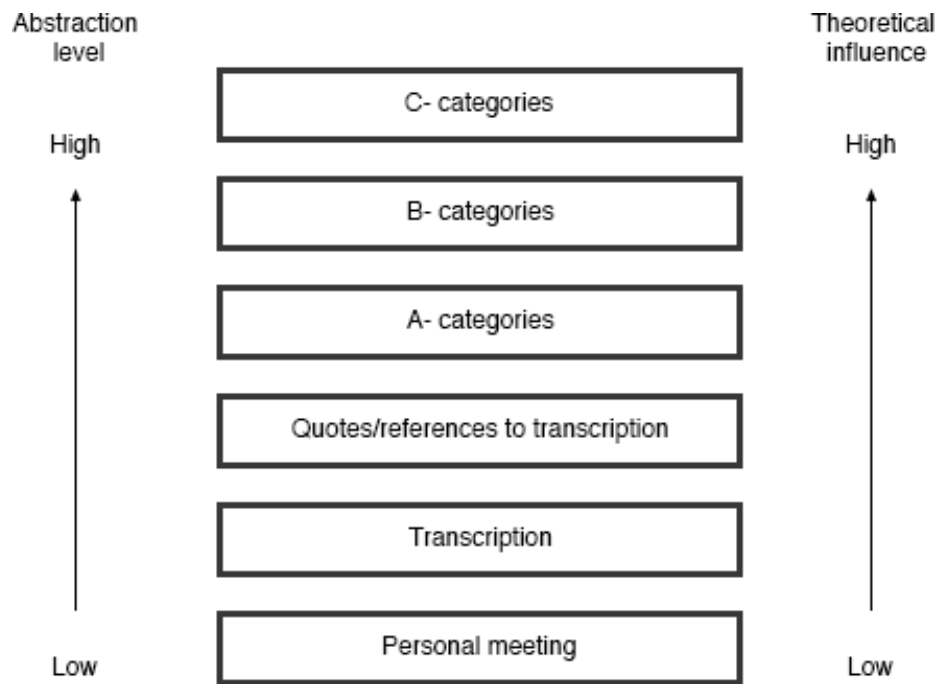 Abstraction
level
Theoretical
influence
C- categories
High
High
B- categories
A- categories
Quotes/references to transcription
Transcription
Personal meeting
Low
Low